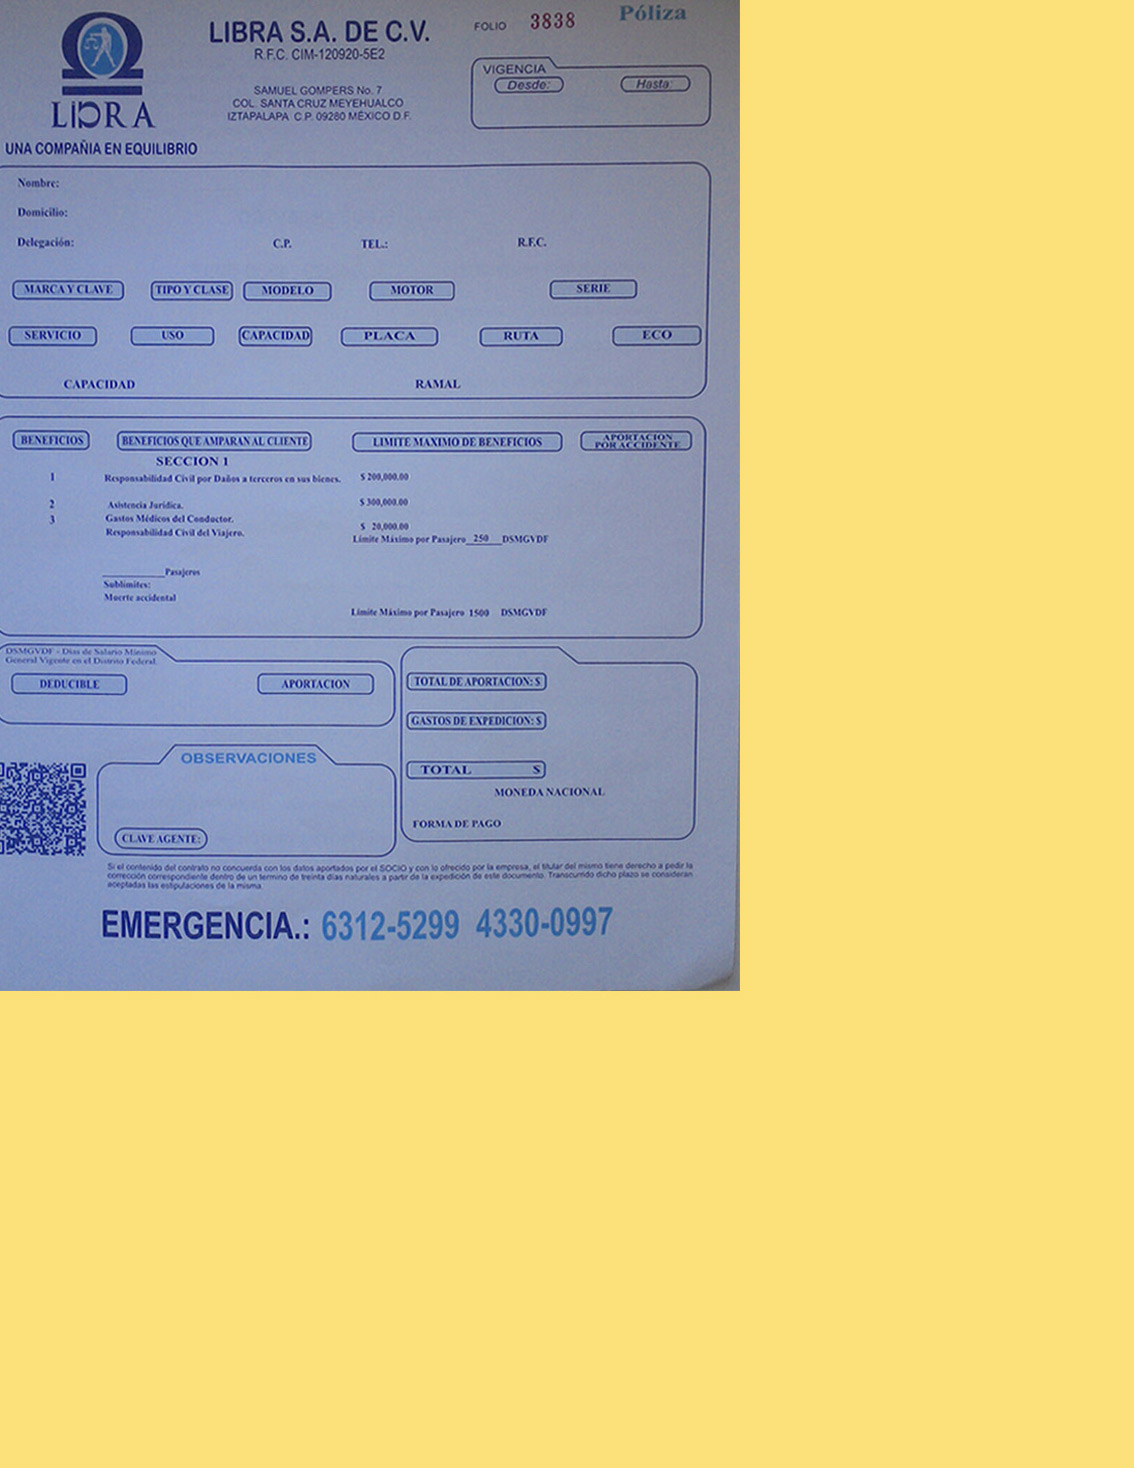 LIBRA
UNA COMPAÑIA EN EQUILIBRIO
LIBRA S.A. DE C.V.
R.F.C. CIM-120920-5E2
SAMUEL GOMPERS No. 7
COL. SANTA CRUZ MEYEHUALCO
IZTAPALAPA C.P. 09280 MÉXICO D.F.
FOLIO 3838 Póliza
VIGENCIA
Desde: Hasta:
Nombre:
Domicilio:
Delegación: C.P. TEL.: R.F.C.
MARCA Y CLAVE TIPO Y CLASE MODELO MOTOR SERIE
SERVICIO USO CAPACIDAD PLACA RUTA ECO
CAPACIDAD RAMAL
BENEFICIOS BENEFICIOS QUE AMPARAN AL CLIENTE LIMITE MAXIMO DE BENEFICIOS APORTACION POR ACCIDENTE
SECCION 1
1 Responsabilidad Civil por Daños a terceros en sus bienes. $ 200,000.00
2 Asistencia Jurídica. $ 300,000.00
3 Gastos Médicos del Conductor. $ 20,000.00
Responsabilidad Civil del Viajero. Límite Máximo por Pasajero 250 DSMGVDF
____________Pasajeros
Sublímites:
Muerte accidental
Límite Máximo por Pasajero 1500 DSMGVDF
DSMGVDF - Días de Salario Mínimo
General Vigente en el Distrito Federal.
DEDUCIBLE APORTACION
TOTAL DE APORTACION: $
GASTOS DE EXPEDICION: $
TOTAL $
MONEDA NACIONAL
FORMA DE PAGO
OBSERVACIONES
CLAVE AGENTE:
Si el contenido del contrato no concuerda con los datos aportados por el SOCIO y con lo ofrecido por la empresa, el titular del mismo tiene derecho a pedir la
corrección correspondiente dentro de un termino de treinta días naturales a partir de la expedición de este documento. Transcurrido dicho plazo se consideran
aceptadas las estipulaciones de la misma.
EMERGENCIA.: 6312-5299 4330-0997